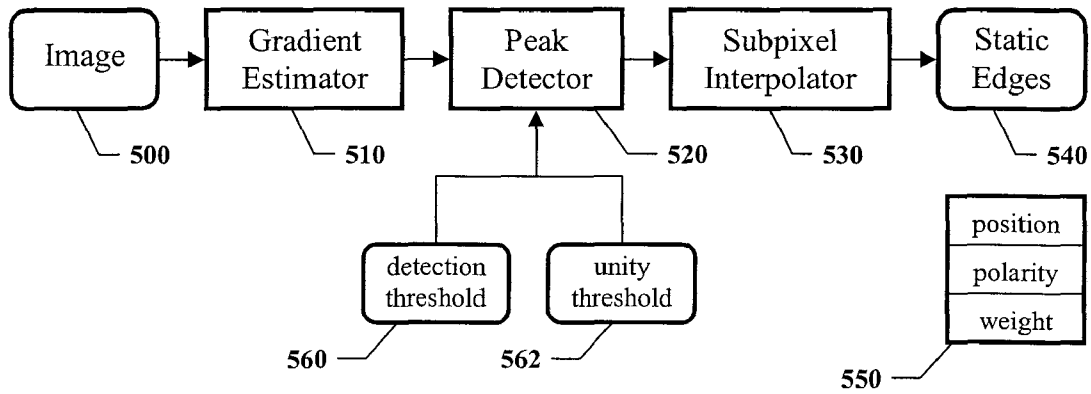 Image
Gradient
Estimator
Peak
Detector
Subpixel
Interpolator
Static
Edges
500
510
520
530
540
detection
threshold
unity
threshold
560
562
position
polarity
weight
550